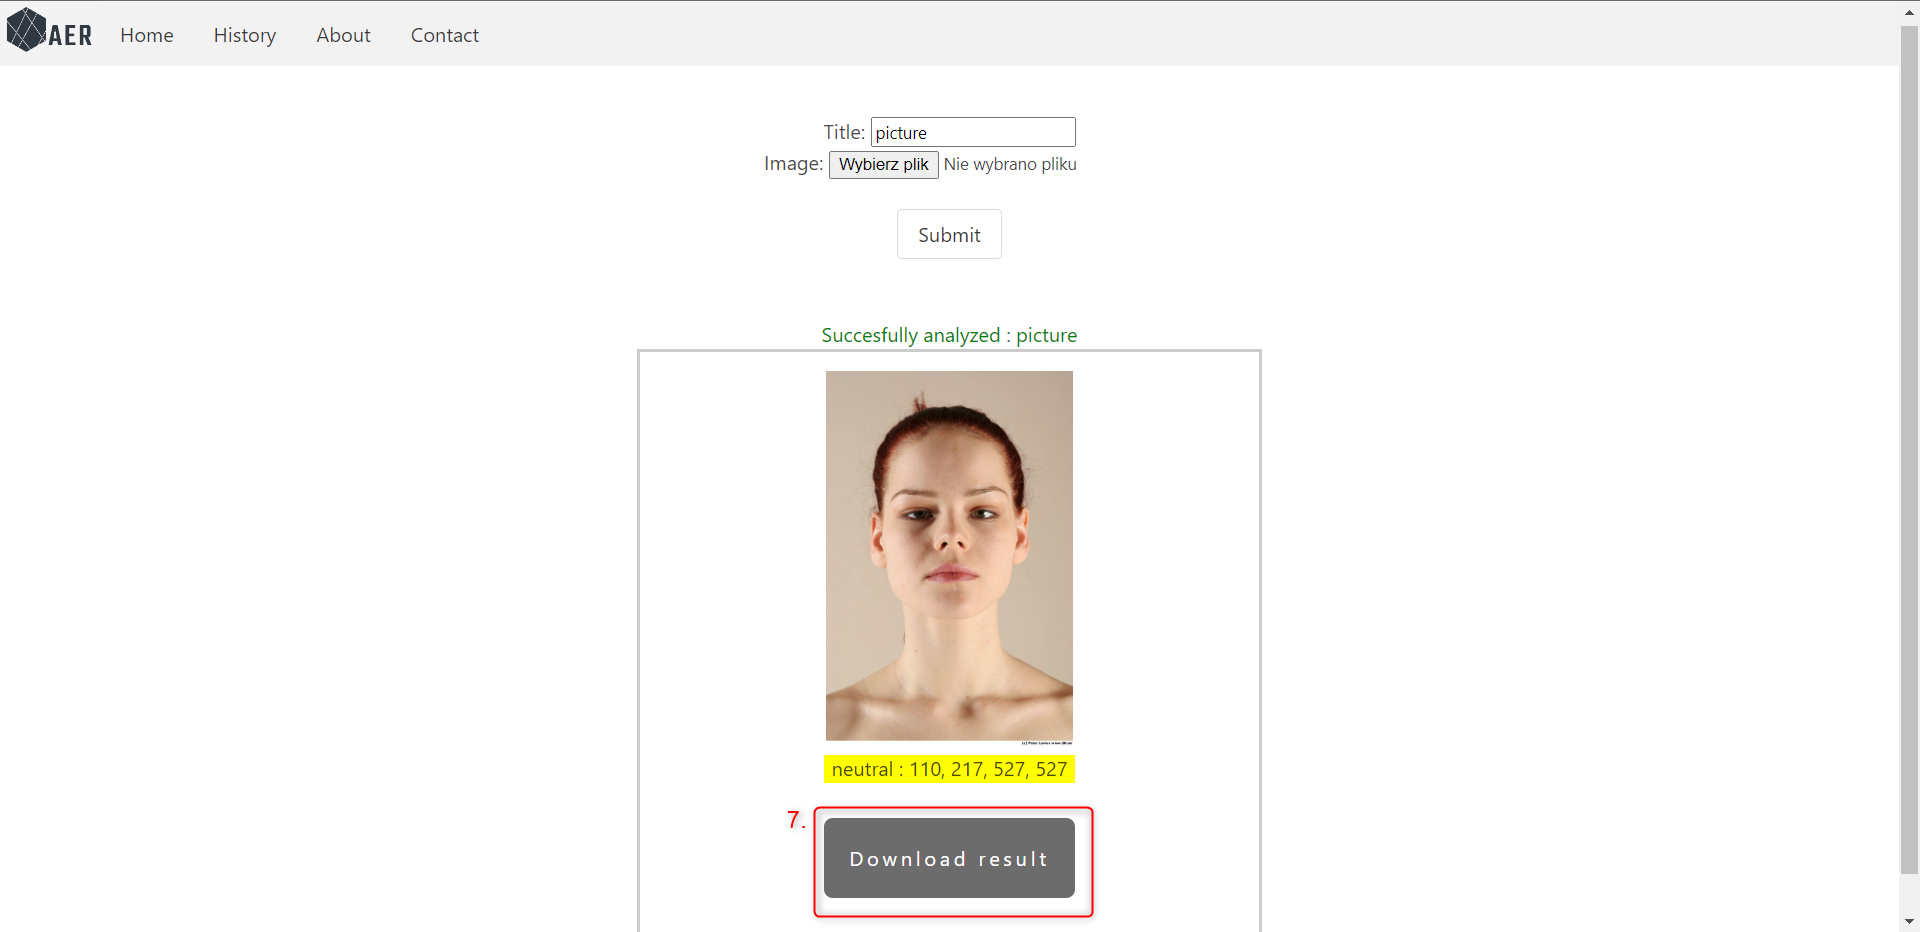 AER Home History About Contact
Title: picture
Image: Wybierz plik Nie wybrano pliku
Submit
Succesfully analyzed : picture
neutral : 110, 217, 527, 527
7.
Download result